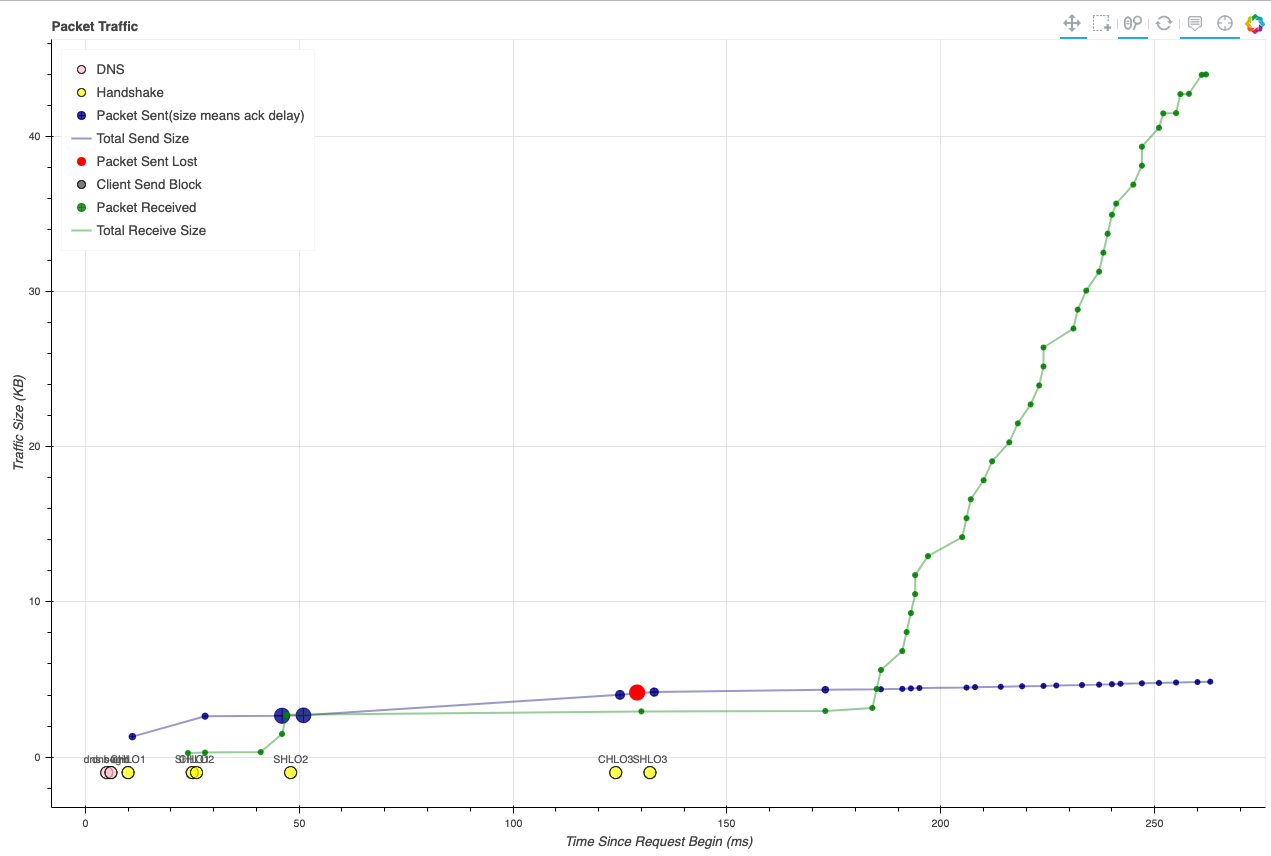 Packet Traffic
DNS
Handshake
Packet Sent(size means ack delay)
Total Send Size
Packet Sent Lost
Client Send Block
Packet Received
Total Receive Size
40
30
20
10
0
Traffic Size (KB)
CHLO1
SHLO2
CHLO3
SHLO3
0
50
100
150
200
250
Time Since Request Begin (ms)